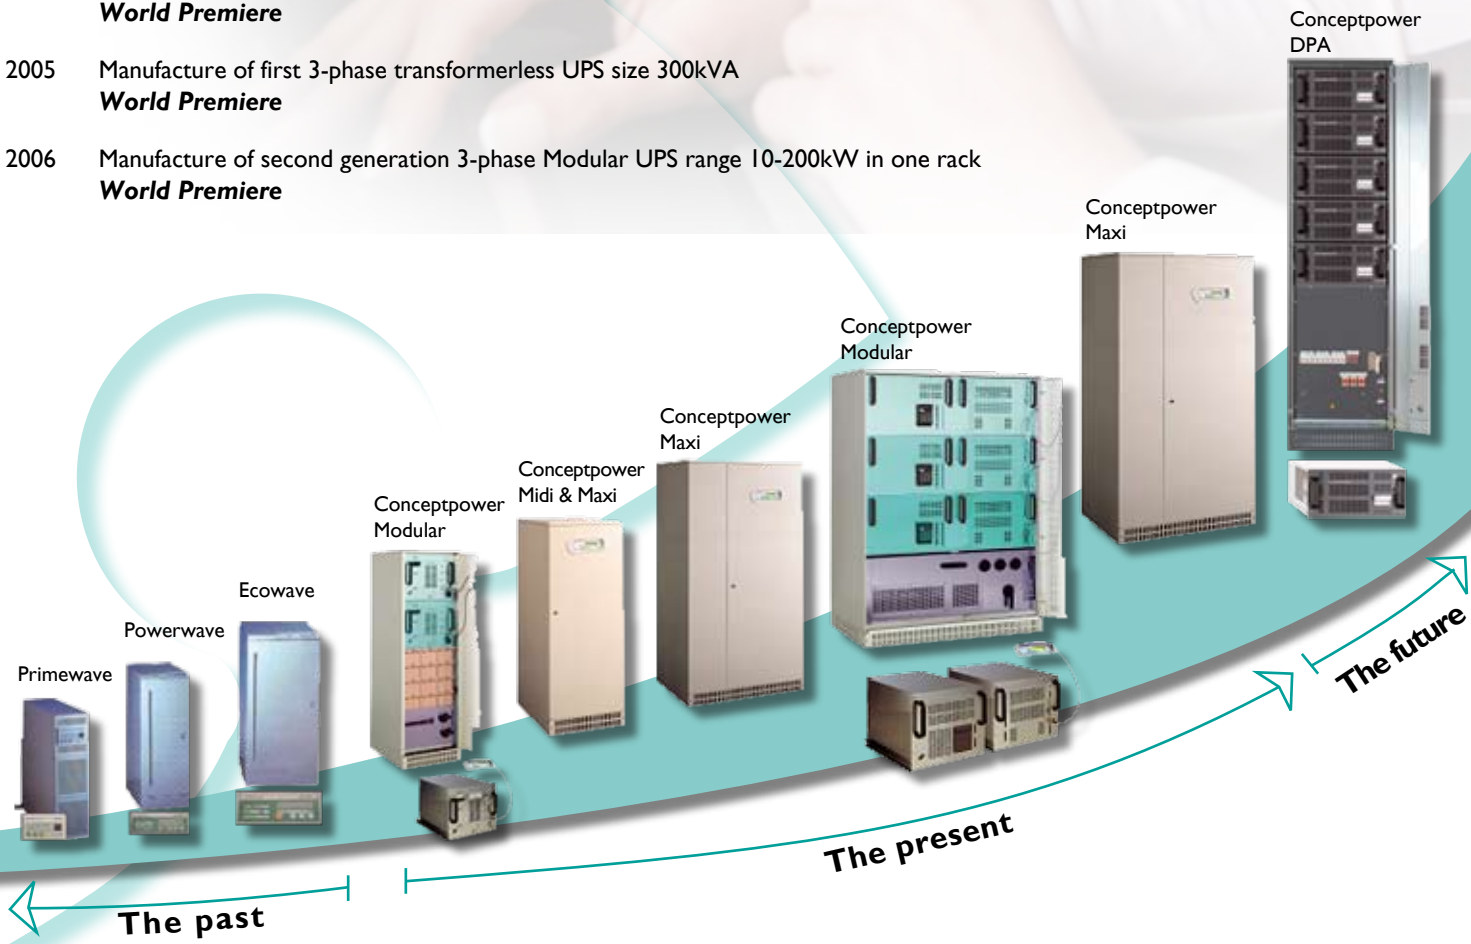 World Premiere
2005 Manufacture of first 3-phase transformerless UPS size 300kVA
World Premiere
2006 Manufacture of second generation 3-phase Modular UPS range 10-200kW in one rack
World Premiere
Conceptpower
DPA
Conceptpower
Maxi
Conceptpower
Modular
Conceptpower
Maxi
Conceptpower
Midi & Maxi
Conceptpower
Modular
Ecowave
Powerwave
Primewave
The past
The present
The future